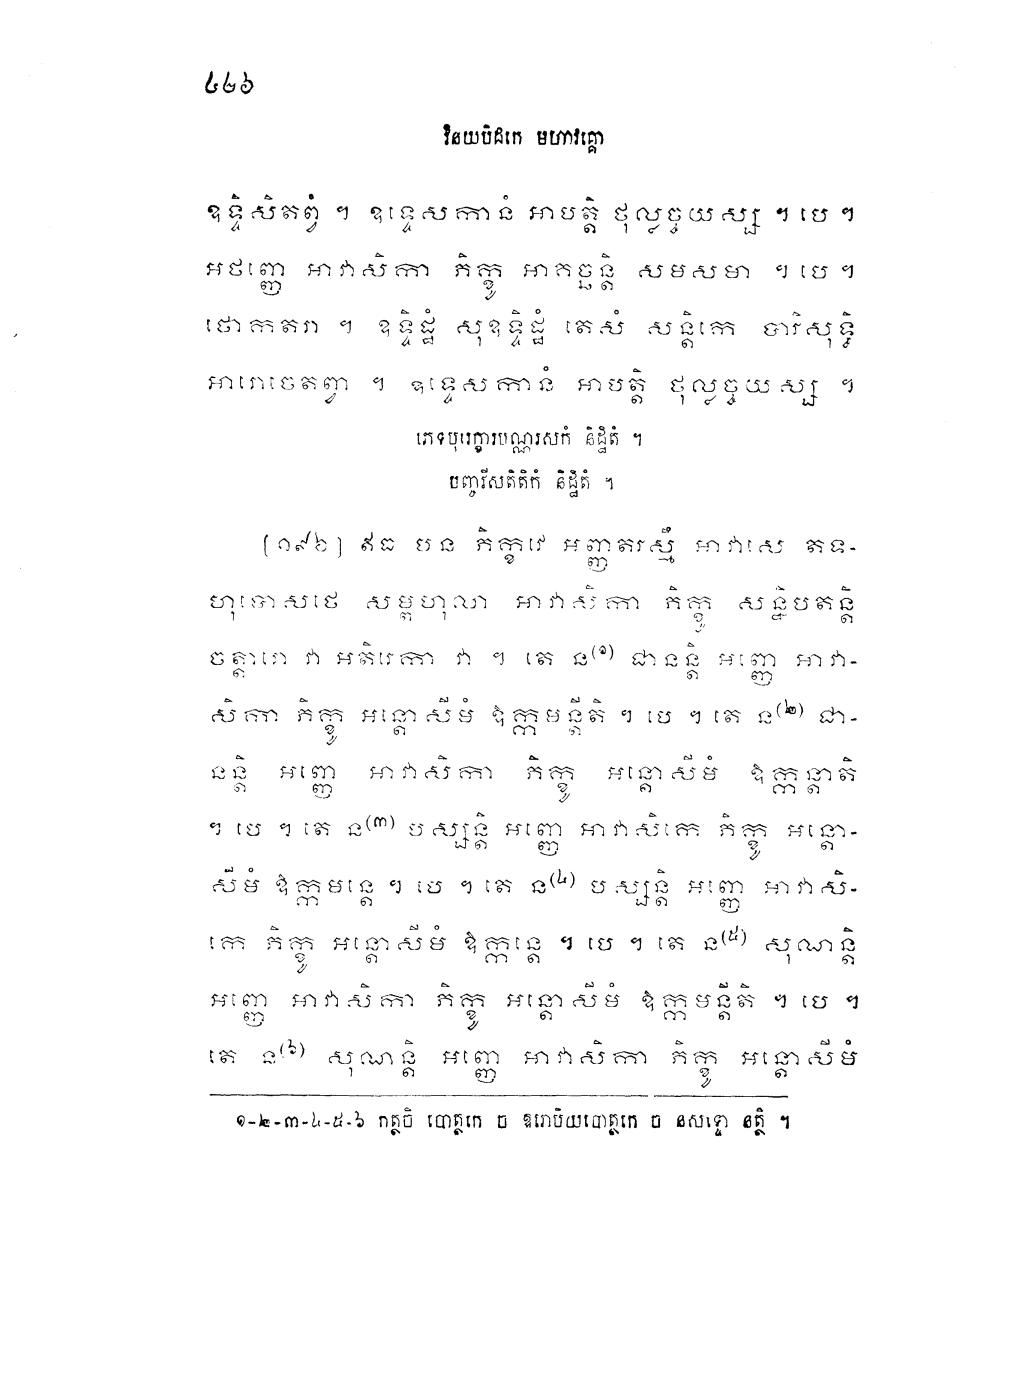 ៤៤៦
វិនយបិដកេ មហាវគ្គោ
ឧទ្ទិសិតព្វំ ។ ឧទ្ទេសកានំ អាបត្តិ ថុល្លច្ចយស្ស ។ បេ ។
អថញ្ញេ អាវាសិកា ភិក្ខូ អាគច្ឆន្តិ សមសមា ។ បេ ។
ថោកតរា ។ ឧទ្ទិដ្ឋំ សុឧទ្ទិដ្ឋំ តេសំ សន្តិកេ បារិសុទ្ធិ
អារោចេតព្វា ។ ឧទ្ទេសកានំ អាបត្តិ ថុល្លច្ចយស្ស ។
ភេទបុរេក្ខារបណ្ណរសកំ និដ្ឋិតំ ។
បញ្ចវីសតិតិកំ និដ្ឋិតំ ។
[១៩៦] ឥធ បន ភិក្ខវេ អញ្ញតរស្មឹ អាវាសេ តទ-
ហុបោសថេ សម្ពហុលា អាវាសិកា ភិក្ខូ សន្និបតន្តិ
ចត្តារោ វា អតិរេកា វា ។ តេ ន(១) ជានន្តិ អញ្ញេ អាវា-
សិកា ភិក្ខូ អន្តោសីមំ ឱក្កមន្តីតិ ។ បេ ។ តេ ន(២) ជា-
នន្តិ អញ្ញេ អាវាសិកា ភិក្ខូ អន្តោសីមំ ឱក្កន្តាតិ
។ បេ ។ តេ ន(៣) បស្សន្តិ អញ្ញេ អាវាសិកេ ភិក្ខូ អន្តោ-
សីមំ ឱក្កមន្តេ ។ បេ ។ តេ ន(៤) បស្សន្តិ អញ្ញេ អាវាសិ-
កេ ភិក្ខូ អន្តោសីមំ ឱក្កន្តេ ។ បេ ។ តេ ន(៥) សុណន្តិ
អញ្ញេ អាវាសិកា ភិក្ខូ អន្តោសីមំ ឱក្កមន្តីតិ ។ បេ ។
តេ ន(៦) សុណន្តិ អញ្ញេ អាវាសិកា ភិក្ខូ អន្តោសីមំ
១-២-៣-៤-៥-៦ កត្ថចិ បោត្ថកេ ច ឧរោបិយបោត្ថកេ ច នសទ្ទោ នត្ថិ ។